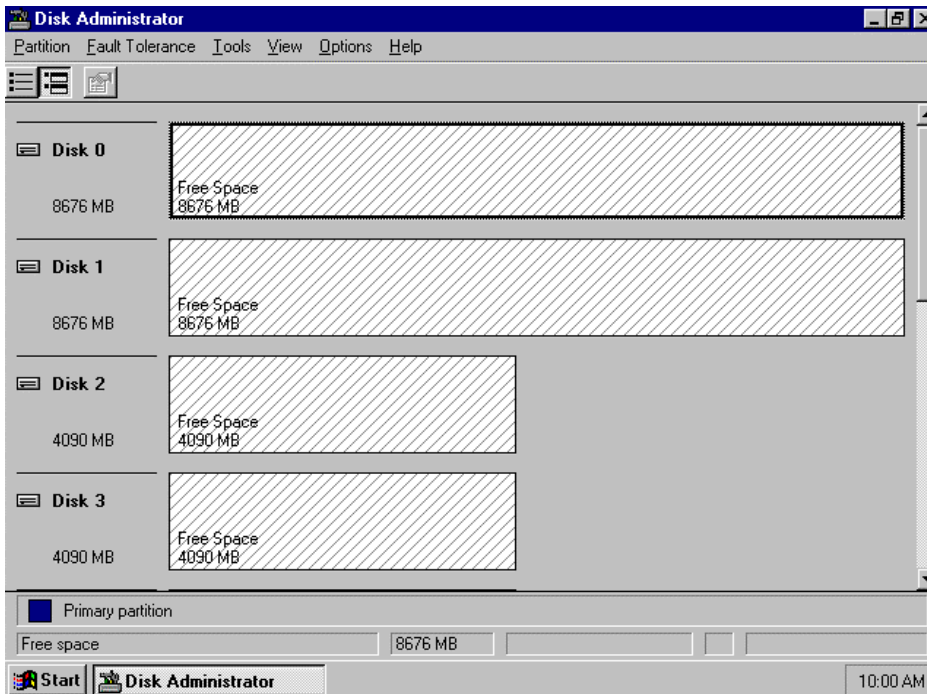 Disk Administrator
Partition Fault Tolerance Tools View Options Help
Disk 0
8676 MB
Free Space
8676 MB
Disk 1
8676 MB
Free Space
8676 MB
Disk 2
4090 MB
Free Space
4090 MB
Disk 3
4090 MB
Free Space
4090 MB
Primary partition
Free space 8676 MB
Start Disk Administrator 10:00 AM